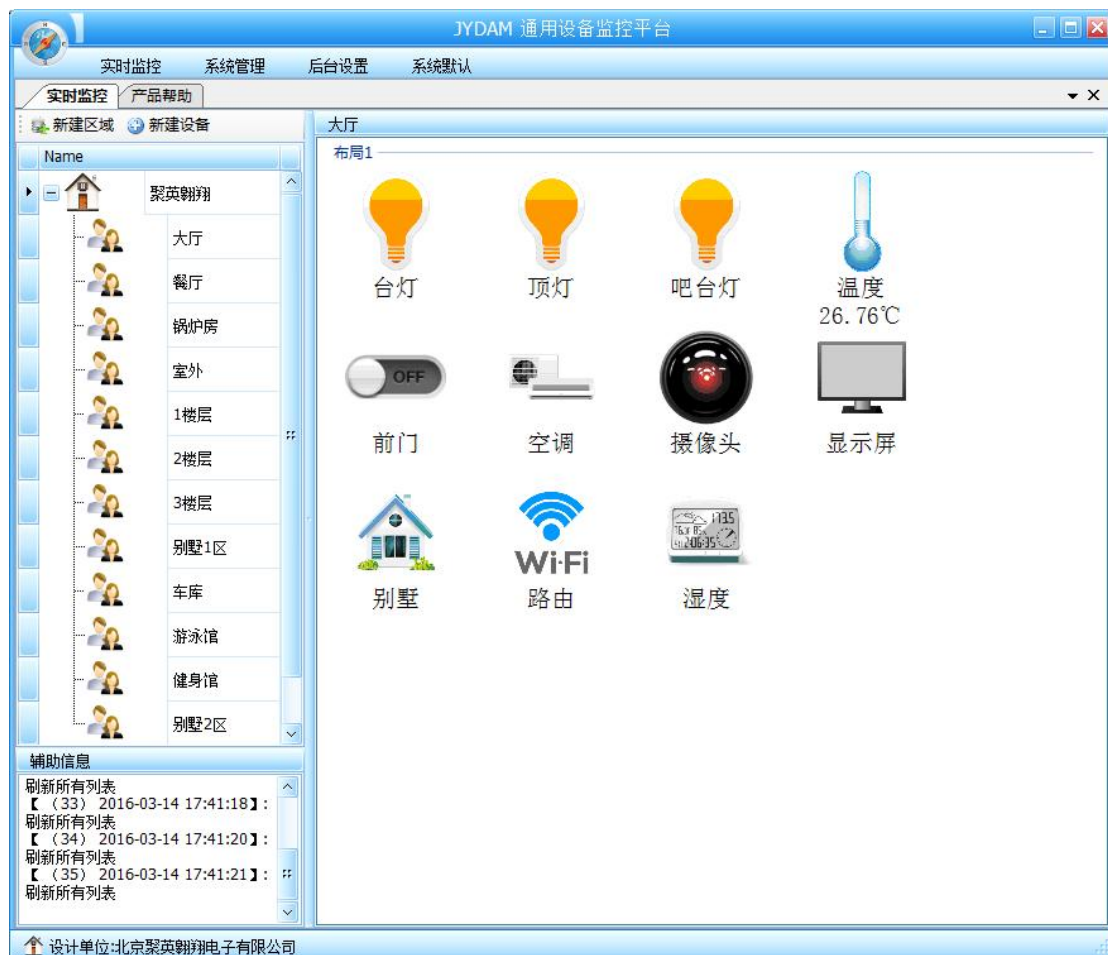 JYDAM 通用设备监控平台
实时监控 系统管理 后台设置 系统默认
实时监控 产品帮助
新建区域 新建设备
Name
聚英翱翔
大厅
餐厅
锅炉房
室外
1楼层
2楼层
3楼层
别墅1区
车库
游泳馆
健身馆
别墅2区
辅助信息
刷新所有列表
【 （33） 2016-03-14 17:41:18】:
刷新所有列表
【 （34） 2016-03-14 17:41:20】:
刷新所有列表
【 （35） 2016-03-14 17:41:21】:
刷新所有列表
大厅
布局1
台灯 顶灯 吧台灯 温度
26.76℃
OFF
前门 空调 摄像头 显示屏
Wi-Fi
别墅 路由 湿度
设计单位:北京聚英翱翔电子有限公司